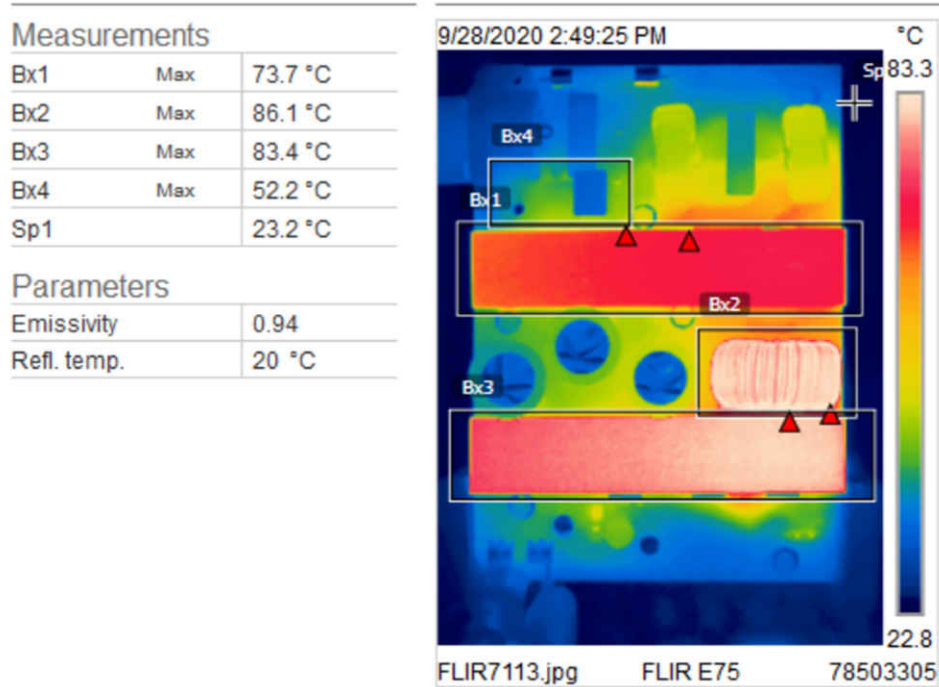 Measurements
Bx1 Max 73.7 °C
Bx2 Max 86.1 °C
Bx3 Max 83.4 °C
Bx4 Max 52.2 °C
Sp1 23.2 °C
Parameters
Emissivity 0.94
Refl. temp. 20 °C
9/28/2020 2:49:25 PM °C
Sp 83.3
Bx4
Bx1
Bx2
Bx3
22.8
FLIR7113.jpg FLIR E75 78503305